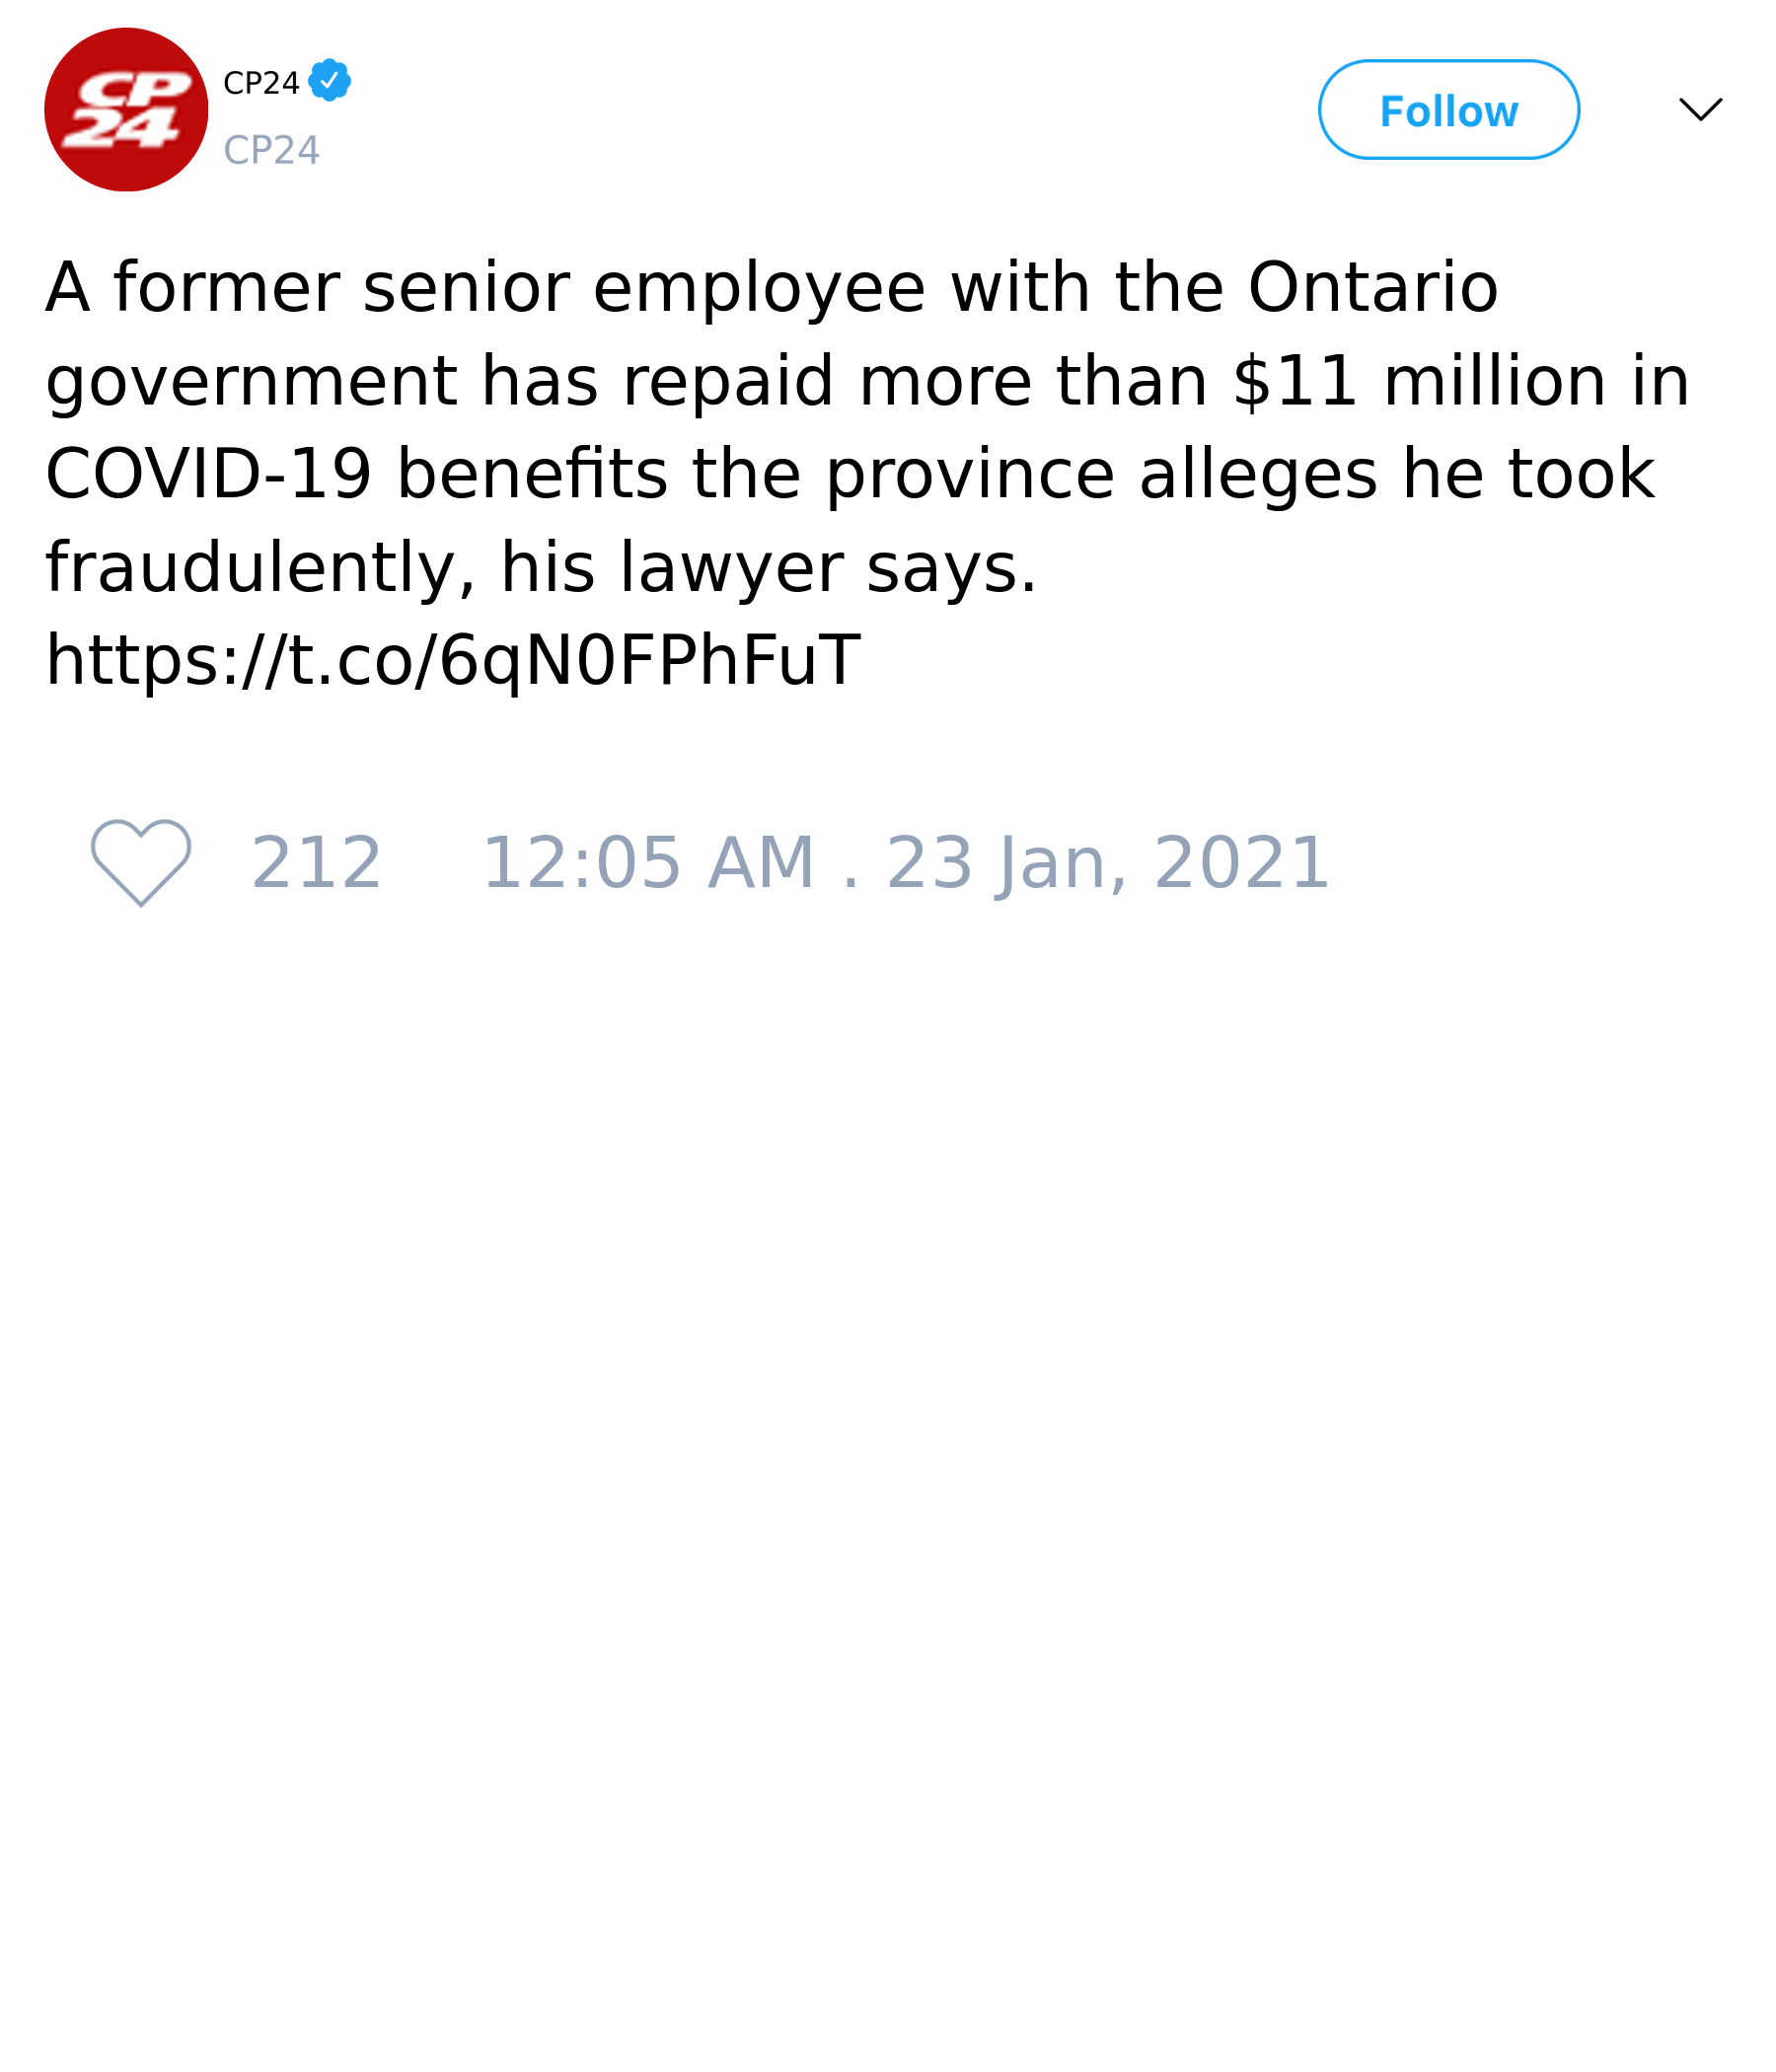 CP
24
CP24
CP24
Follow
A former senior employee with the Ontario
government has repaid more than $11 million in
COVID-19 benefits the province alleges he took
fraudulently, his lawyer says.
https://t.co/6qN0FPhFuT
212 12:05 AM . 23 Jan, 2021